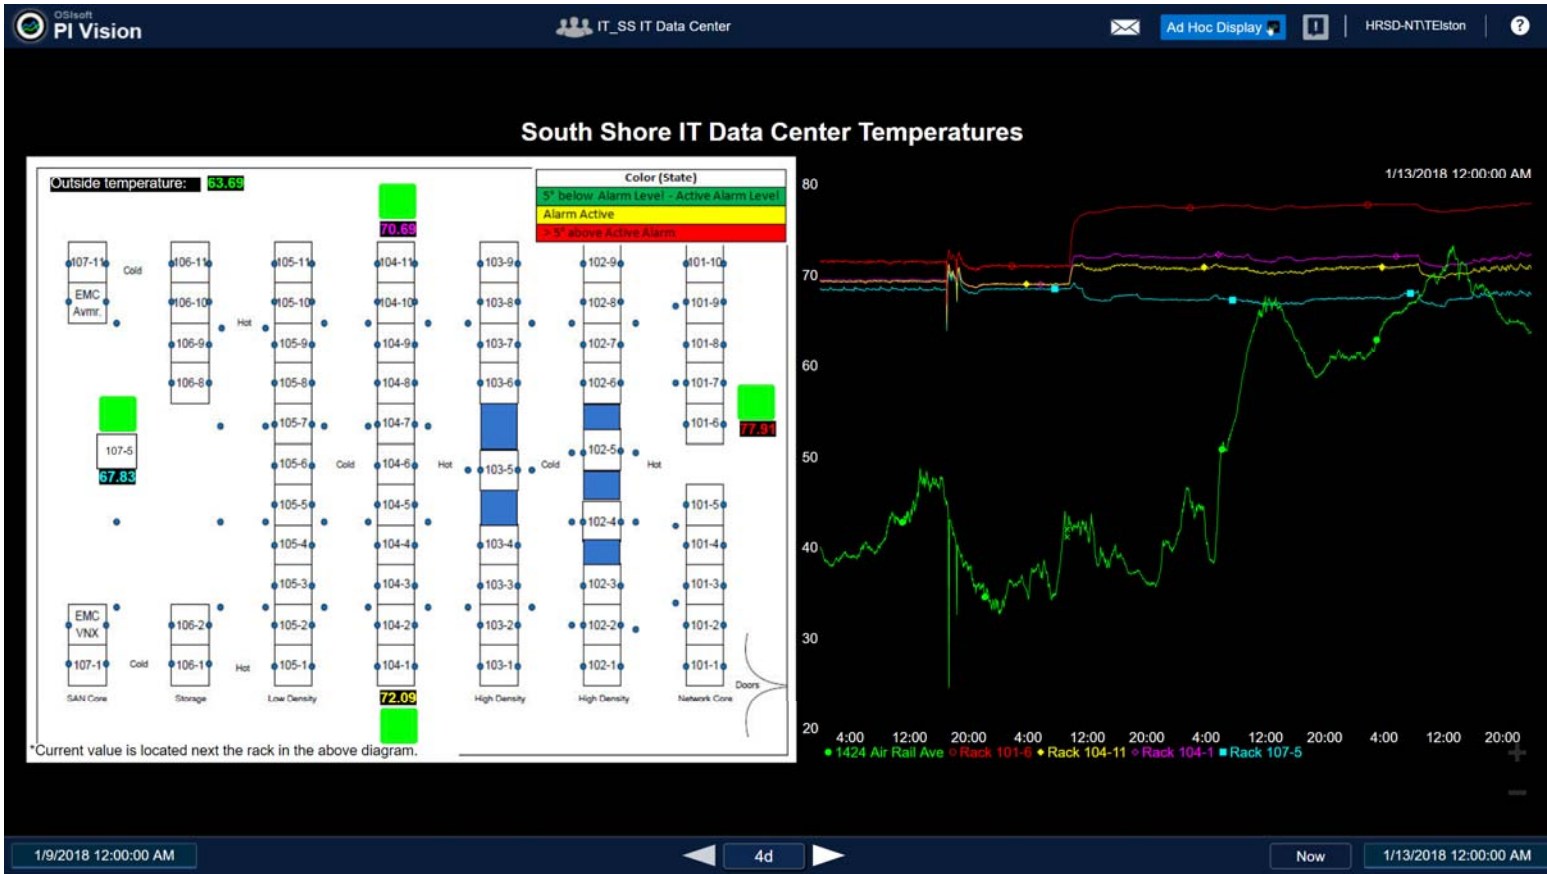 OSIsoft
PI Vision
IT_SS IT Data Center
Ad Hoc Display
HRSD-NT\TElston
?
South Shore IT Data Center Temperatures
Outside temperature: 63.69
Color (State)
5° below Alarm Level - Active Alarm Level
Alarm Active
> 5° above Active Alarm
70.69
107-11 Cold 106-11 105-11 104-11 103-9 102-9 101-10
EMC
Avmr.
106-10 105-10 104-10 103-8 102-8 101-9
Hot
106-9 105-9 104-9 103-7 102-7 101-8
106-8 105-8 104-8 103-6 102-6 101-7
105-7 104-7 101-6 77.91
107-5
67.83
105-6 Cold 104-6 Hot 103-5 Cold 102-5 Hot
105-5 104-5 101-5
102-4
105-4 104-4 103-4 101-4
105-3 104-3 103-3 102-3 101-3
EMC
VNX
106-2 105-2 104-2 103-2 102-2 101-2
107-1 Cold 106-1 Hot 105-1 104-1 103-1 102-1 101-1
Doors
SAN Core Storage Low Density 72.09 High Density High Density Network Core
*Current value is located next the rack in the above diagram.
1/13/2018 12:00:00 AM
80
70
60
50
40
30
20
4:00 12:00 20:00 4:00 12:00 20:00 4:00 12:00 20:00 4:00 12:00 20:00
1424 Air Rail Ave Rack 101-6 Rack 104-11 Rack 104-1 Rack 107-5
+
−
1/9/2018 12:00:00 AM
4d
Now
1/13/2018 12:00:00 AM